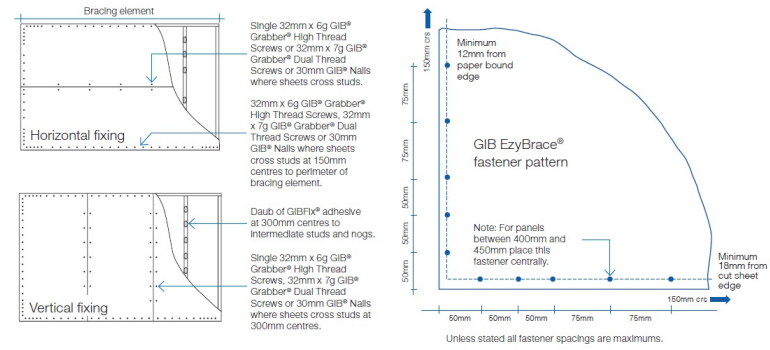 Bracing element
Single 32mm x 6g GIB®
Grabber® High Thread
Screws or 32mm x 7g GIB®
Grabber® Dual Thread
Screws or 30mm GIB® Nails
where sheets cross studs.
32mm x 6g GIB® Grabber®
High Thread Screws, 32mm
x 7g GIB® Grabber® Dual
Thread Screws or 30mm
GIB® Nails where sheets
cross studs at 150mm
centres to perimeter of
bracing element.
Horizontal fixing
Daub of GIBFix® adhesive
at 300mm centres to
Intermediate studs and nogs.
Single 32mm x 6g GIB®
Grabber® High Thread
Screws, 32mm x 7g GIB®
Grabber® Dual Thread
Screws or 30mm GIB® Nails
where sheets cross studs at
300mm centres.
Vertical fixing
150mm crs
Minimum
12mm from
paper bound
edge
75mm
75mm
50mm
50mm
50mm
GIB EzyBrace®
fastener pattern
Note: For panels
between 400mm and
450mm place this
fastener centrally.
Minimum
18mm from
cut sheet
edge
150mm crs
50mm
50mm
50mm
75mm
75mm
Unless stated all fastener spacings are maximums.